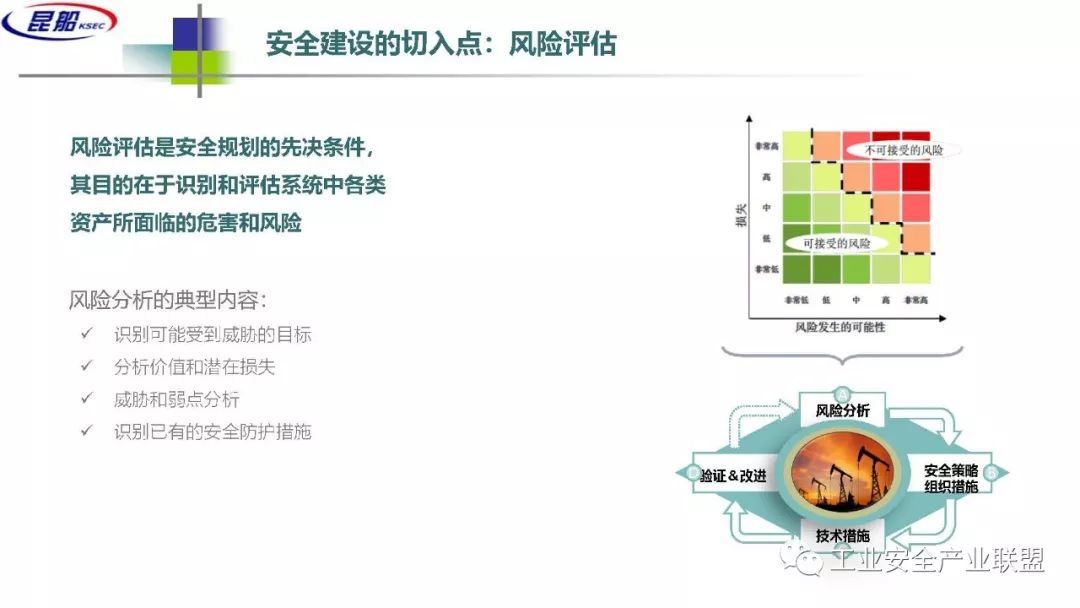 昆船 KSEC
安全建设的切入点：风险评估
风险评估是安全规划的先决条件，
其目的在于识别和评估系统中各类
资产所面临的危害和风险
风险分析的典型内容：
✓ 识别可能受到威胁的目标
✓ 分析价值和潜在损失
✓ 威胁和弱点分析
✓ 识别已有的安全防护措施
损失
非常高
高
中
低
非常低
不可接受的风险
可接受的风险
非常低 低 中 高 非常高
风险发生的可能性
A
风险分析
B
安全策略
组织措施
技术措施
D
验证&改进
工业安全产业联盟